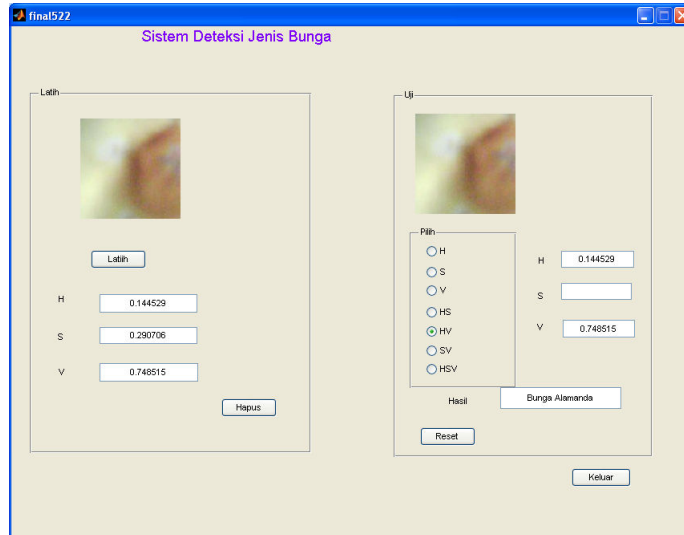 final522
Sistem Deteksi Jenis Bunga
Latih
Latiih
H 0.144529
S 0.290706
V 0.748515
Hapus
Uji
Pilih
H
S
V
HS
HV
SV
HSV
H 0.144529
S
V 0.748515
Hasil Bunga Alamanda
Reset
Keluar